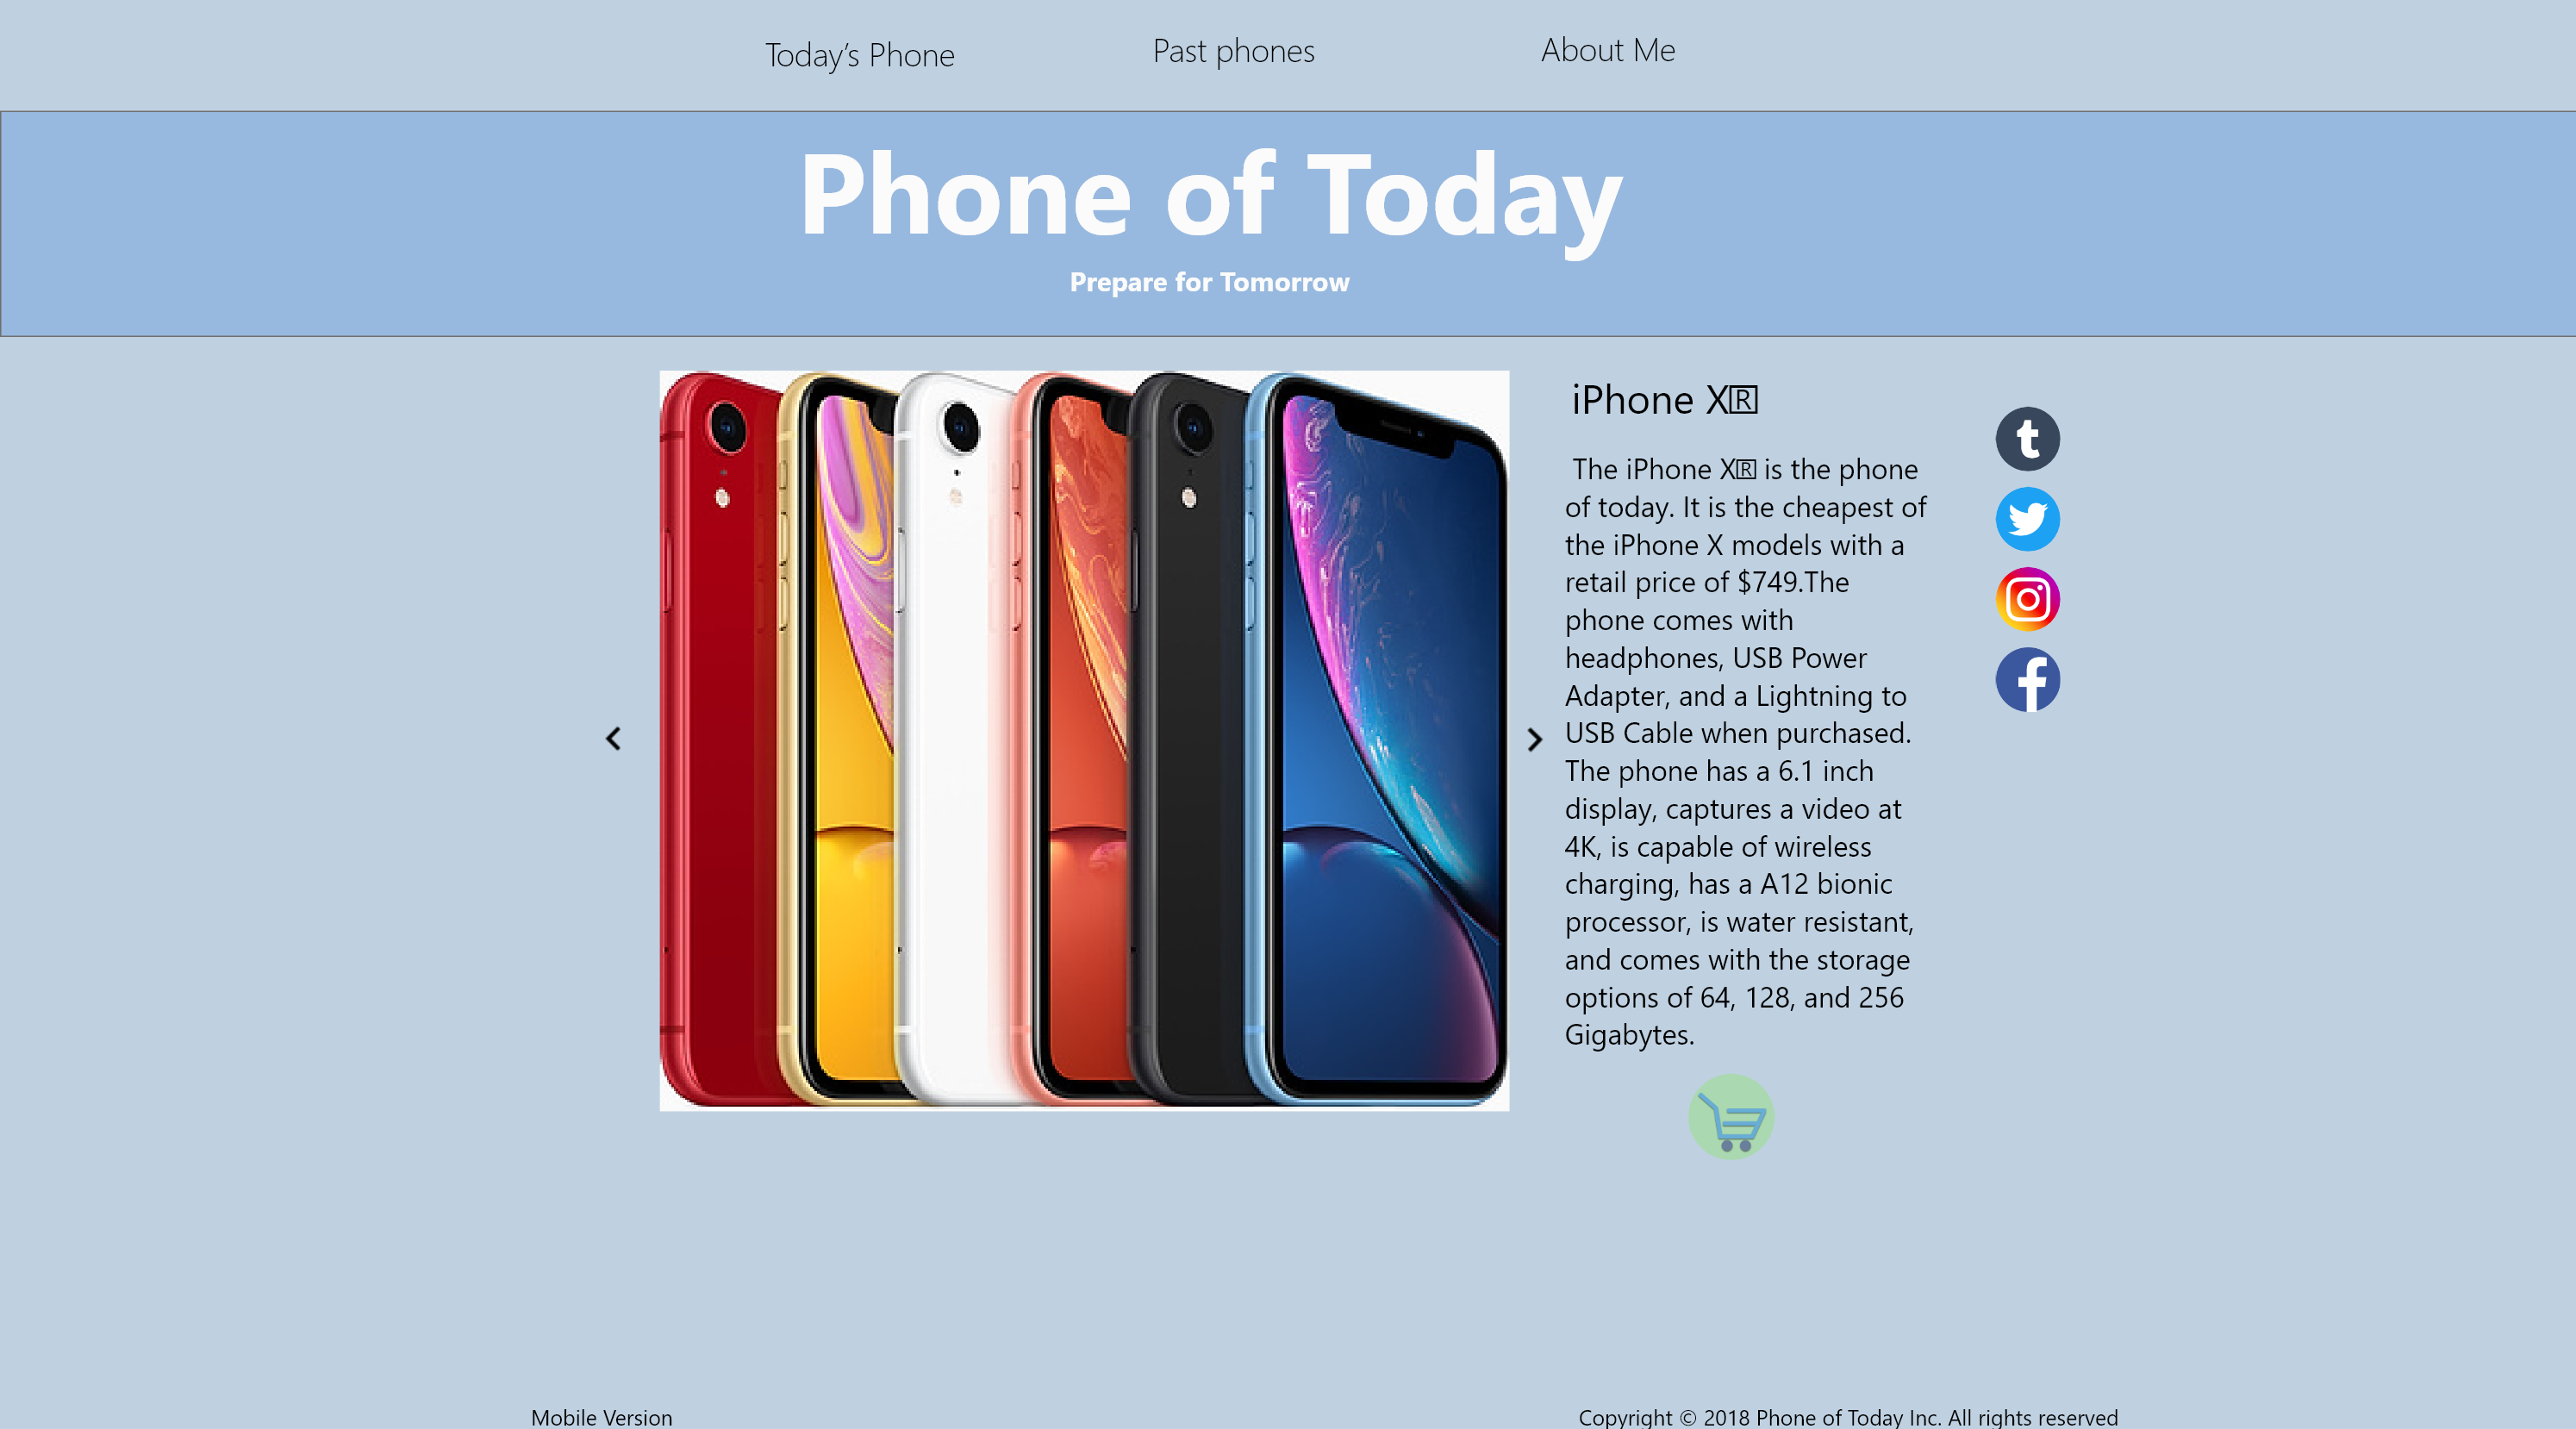 Today’s Phone
Past phones
About Me
Phone of Today
Prepare for Tomorrow
iPhone X🅁
The iPhone X🅁 is the phone
of today. It is the cheapest of
the iPhone X models with a
retail price of $749.The
phone comes with
headphones, USB Power
Adapter, and a Lightning to
USB Cable when purchased.
The phone has a 6.1 inch
display, captures a video at
4K, is capable of wireless
charging, has a A12 bionic
processor, is water resistant,
and comes with the storage
options of 64, 128, and 256
Gigabytes.
Mobile Version
Copyright © 2018 Phone of Today Inc. All rights reserved